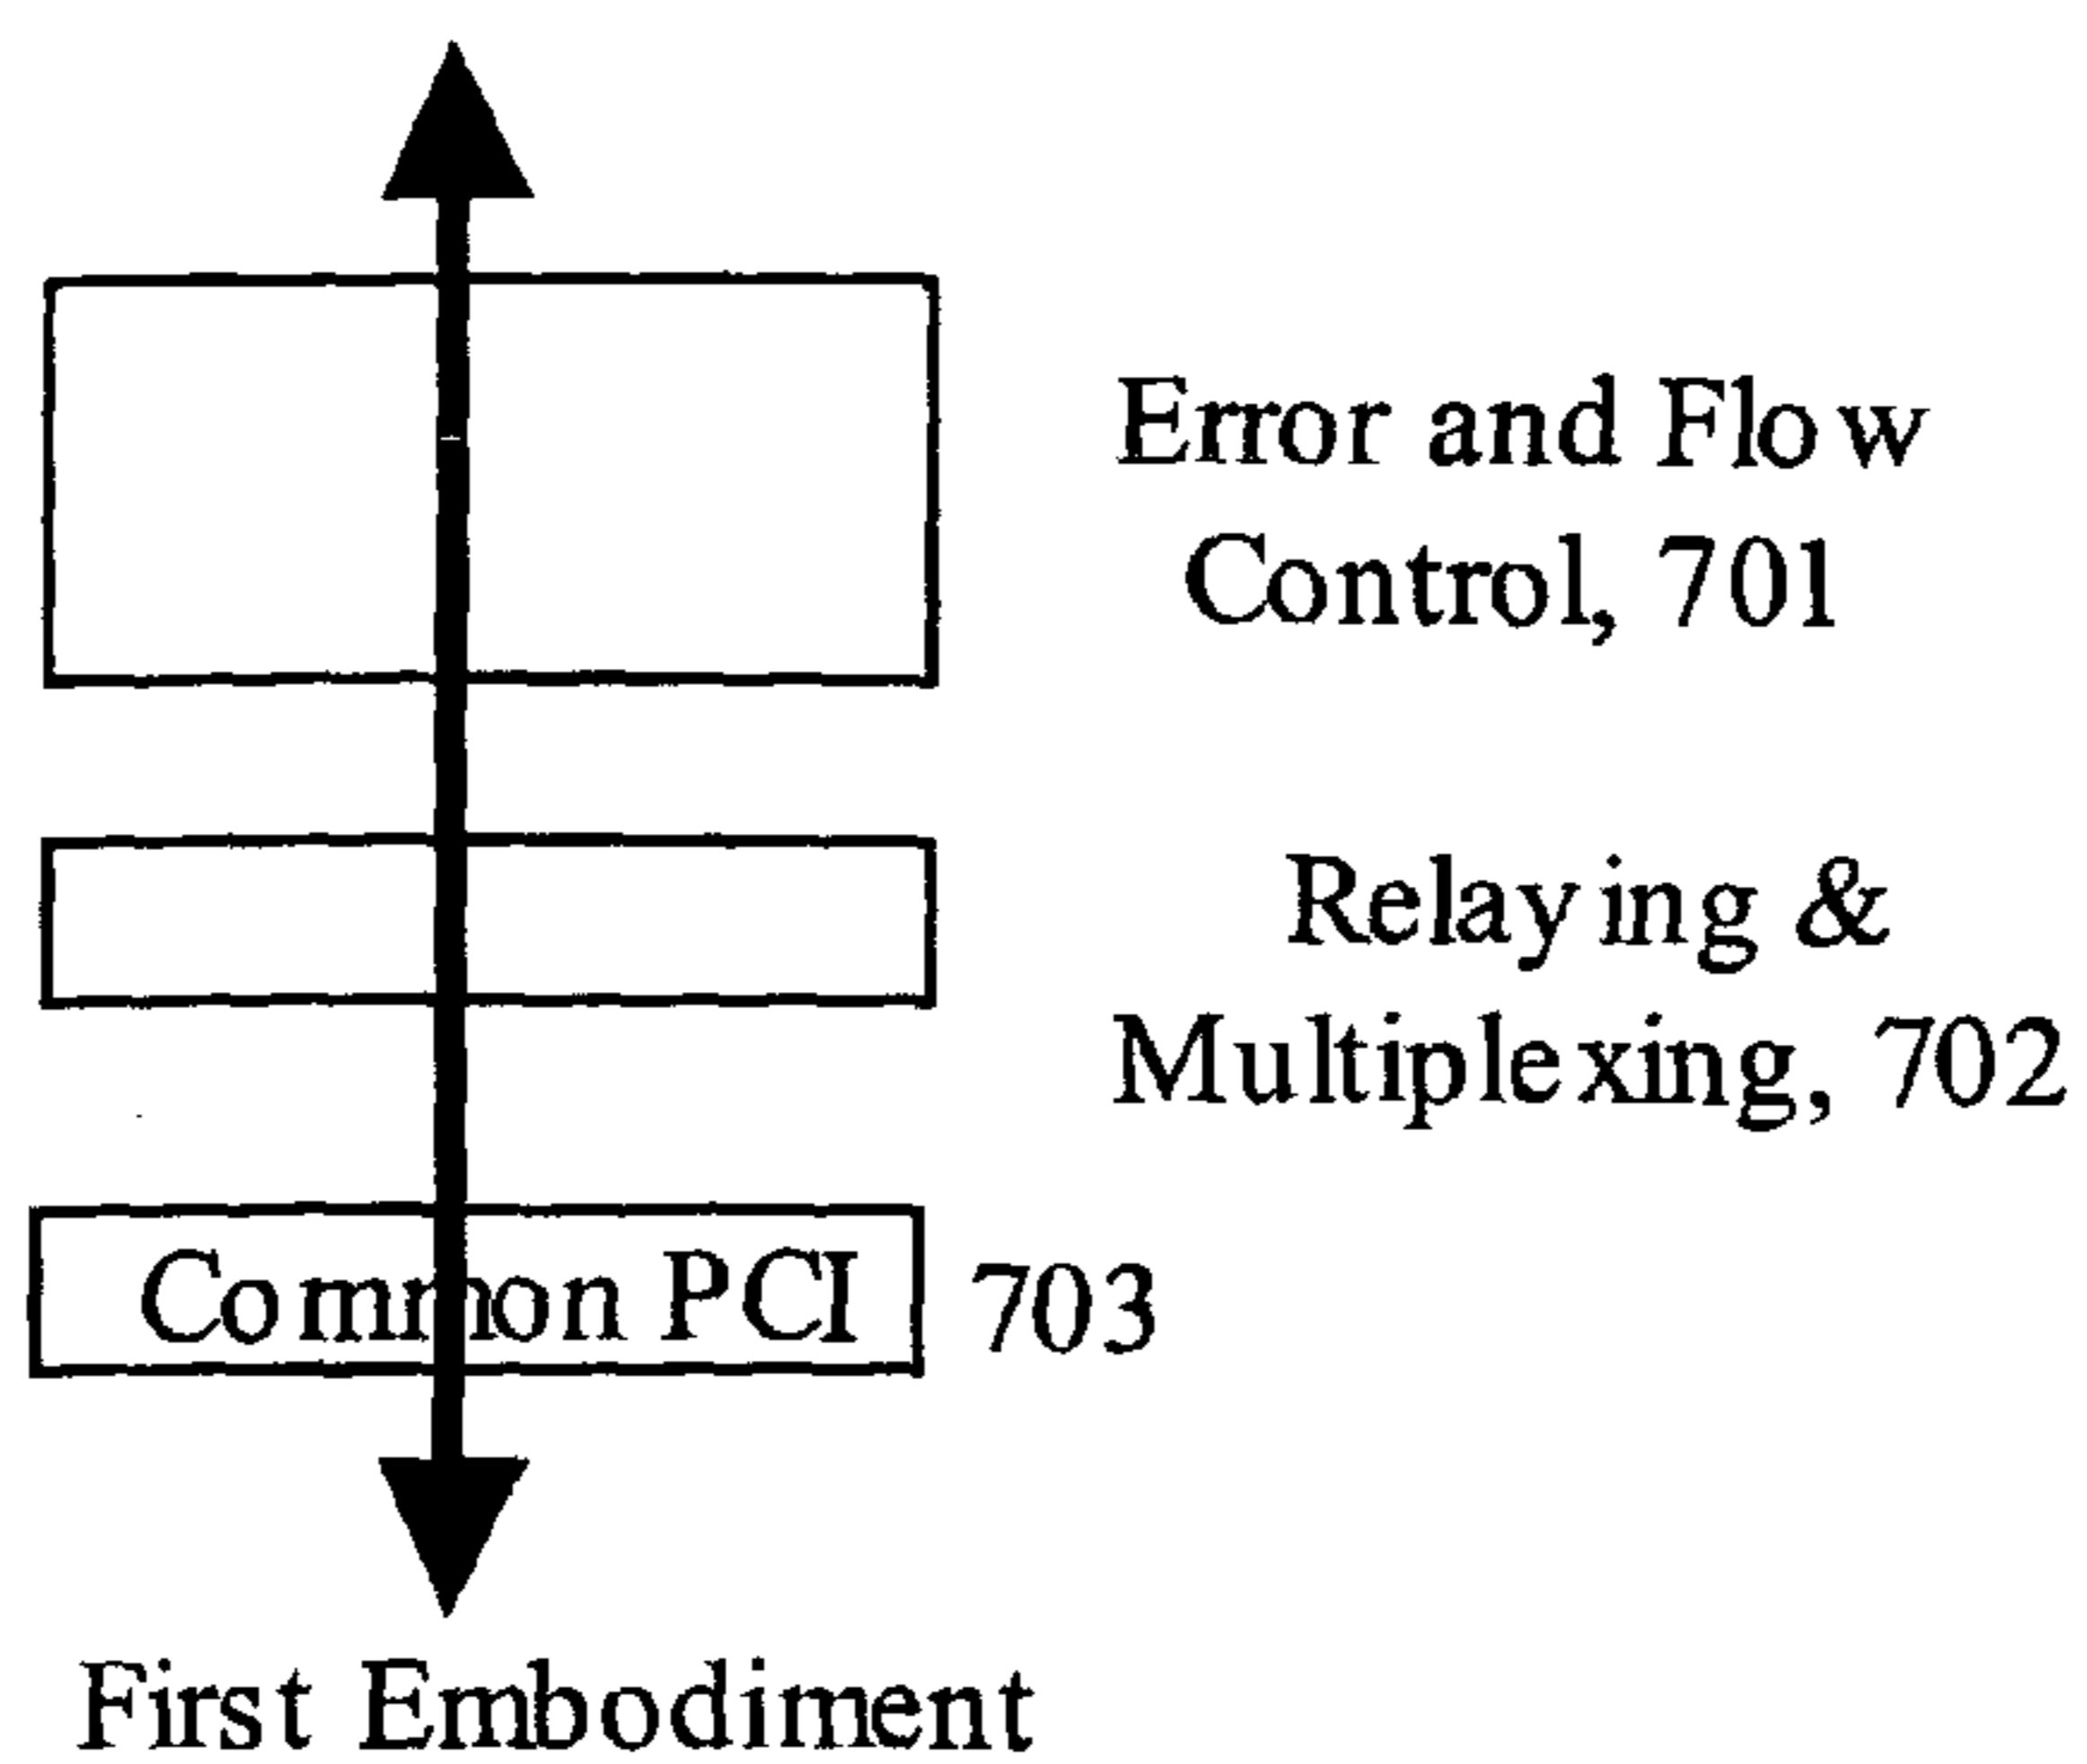 Error and Flow
Control, 701
Relaying &
Multiplexing, 702
Common PCI 703
First Embodiment